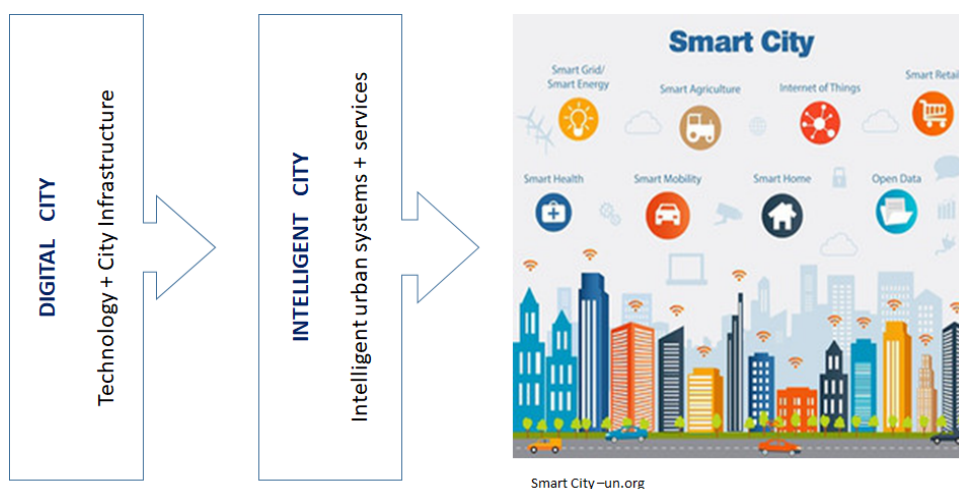 DIGITAL CITY
Technology + City Infrastructure
INTELLIGENT CITY
Intelligent urban systems + services
Smart City
Smart Grid/
Smart Energy
Smart Agriculture
Internet of Things
Smart Retail
Smart Health
Smart Mobility
Smart Home
Open Data
Smart City –un.org